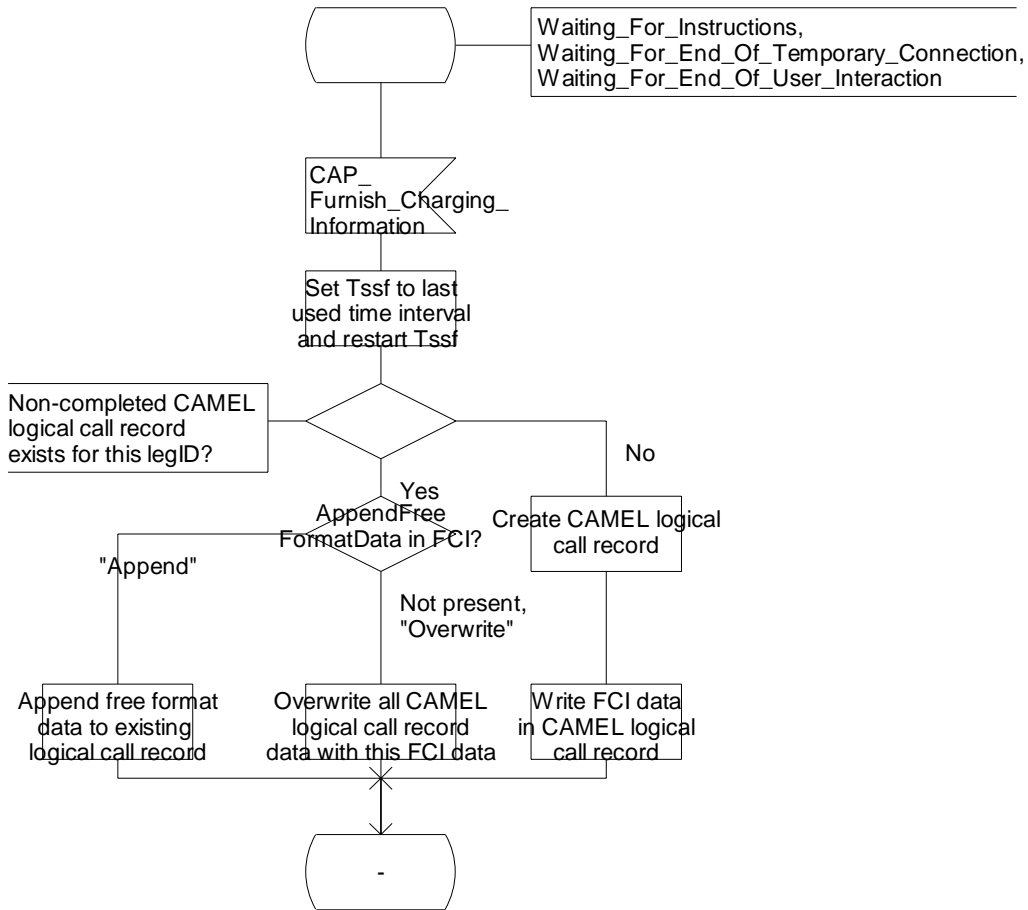 Waiting_For_Instructions,
Waiting_For_End_Of_Temporary_Connection,
Waiting_For_End_Of_User_Interaction
CAP_
Furnish_Charging_
Information
Set Tssf to last
used time interval
and restart Tssf
Non-completed CAMEL
logical call record
exists for this legID?
No
Yes
AppendFree
FormatData in FCI?
Create CAMEL logical
call record
"Append"
Not present,
"Overwrite"
Append free format
data to existing
logical call record
Overwrite all CAMEL
logical call record
data with this FCI data
Write FCI data
in CAMEL logical
call record
-